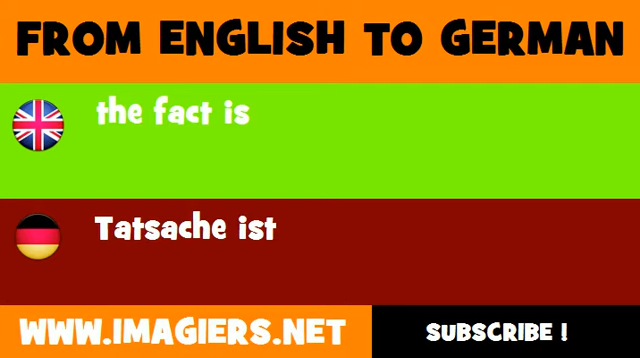 FROM ENGLISH TO GERMAN
the fact is
Tatsache ist
WWW.IMAGIERS.NET
SUBSCRIBE !